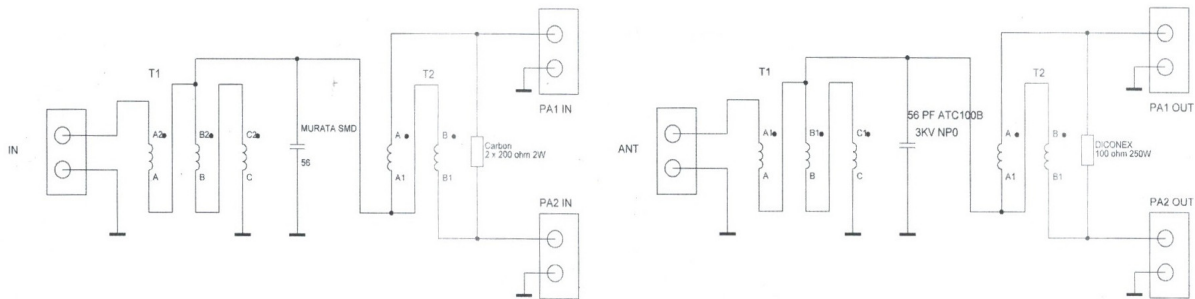 PA1 IN
T1
T2
A2
B2
C2
MURATA SMD
A
B
Carbon
2 x 200 ohm 2W
IN
56
A
B
C
A1
B1
PA2 IN
PA1 OUT
T1
T2
56 PF ATC100B
3KV NP0
A1
B1
C1
A
B
DICONEX
100 ohm 250W
ANT
A
B
C
A1
B1
PA2 OUT